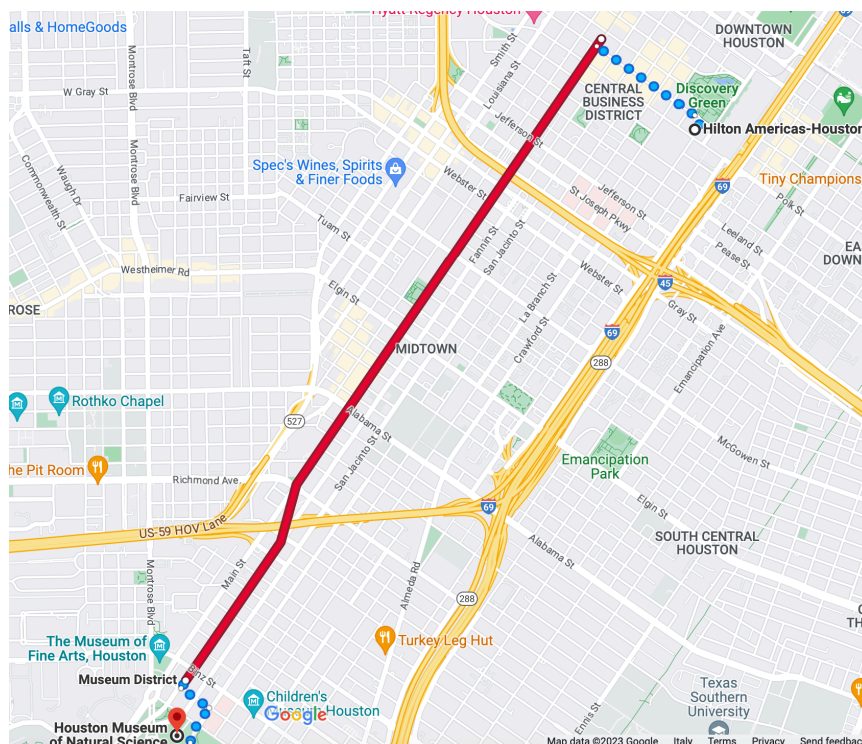 Hyatt Regency Houston
alls & HomeGoods
DOWNTOWN
HOUSTON
Montrose Blvd
Taft St
Smith St
Louisiana St
W Gray St
CENTRAL
BUSINESS
DISTRICT
Discovery
Green
Jefferson St
Hilton Americas-Houston
Spec's Wines, Spirits
& Finer Foods
Webster St
69
Tiny Champions
Commonwealth St
Waugh Dr
Montrose Blvd
Fairview St
Jefferson St
St Joseph Pkwy
Polk St
Tuam St
Fannin St
San Jacinto St
Leeland St
Pease St
EA
DOWN
Westheimer Rd
Elgin St
La Branch St
Webster St
45
ROSE
Gray St
69
Crawford St
MIDTOWN
288
Emancipation Ave
Rothko Chapel
527
Alabama St
San Jacinto St
McGowen St
he Pit Room
Richmond Ave
Emancipation
Park
69
Elgin St
US-59 HOV Lane
Alabama St
SOUTH CENTRAL
HOUSTON
Main St
Almeda Rd
Montrose Blvd
288
TH
The Museum of
Fine Arts, Houston
Turkey Leg Hut
Binz St
Museum District
Texas
Southern
University
Children's
Museum Houston
Google
Ennis St
Houston Museum
of Natural Science
Map data ©2023 Google Italy Terms Privacy Send feedbac